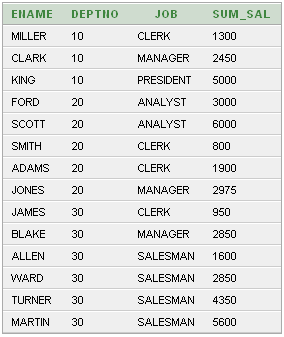 ENAME DEPTNO JOB SUM_SAL
MILLER 10 CLERK 1300
CLARK 10 MANAGER 2450
KING 10 PRESIDENT 5000
FORD 20 ANALYST 3000
SCOTT 20 ANALYST 6000
SMITH 20 CLERK 800
ADAMS 20 CLERK 1900
JONES 20 MANAGER 2975
JAMES 30 CLERK 950
BLAKE 30 MANAGER 2850
ALLEN 30 SALESMAN 1600
WARD 30 SALESMAN 2850
TURNER 30 SALESMAN 4350
MARTIN 30 SALESMAN 5600